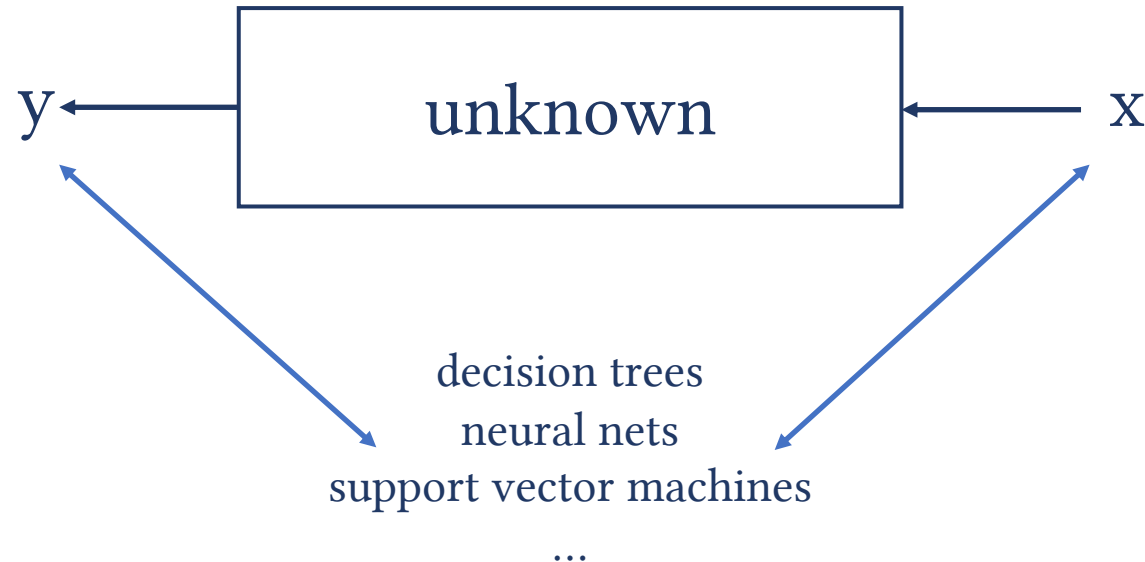 y unknown x
decision trees
neural nets
support vector machines
...